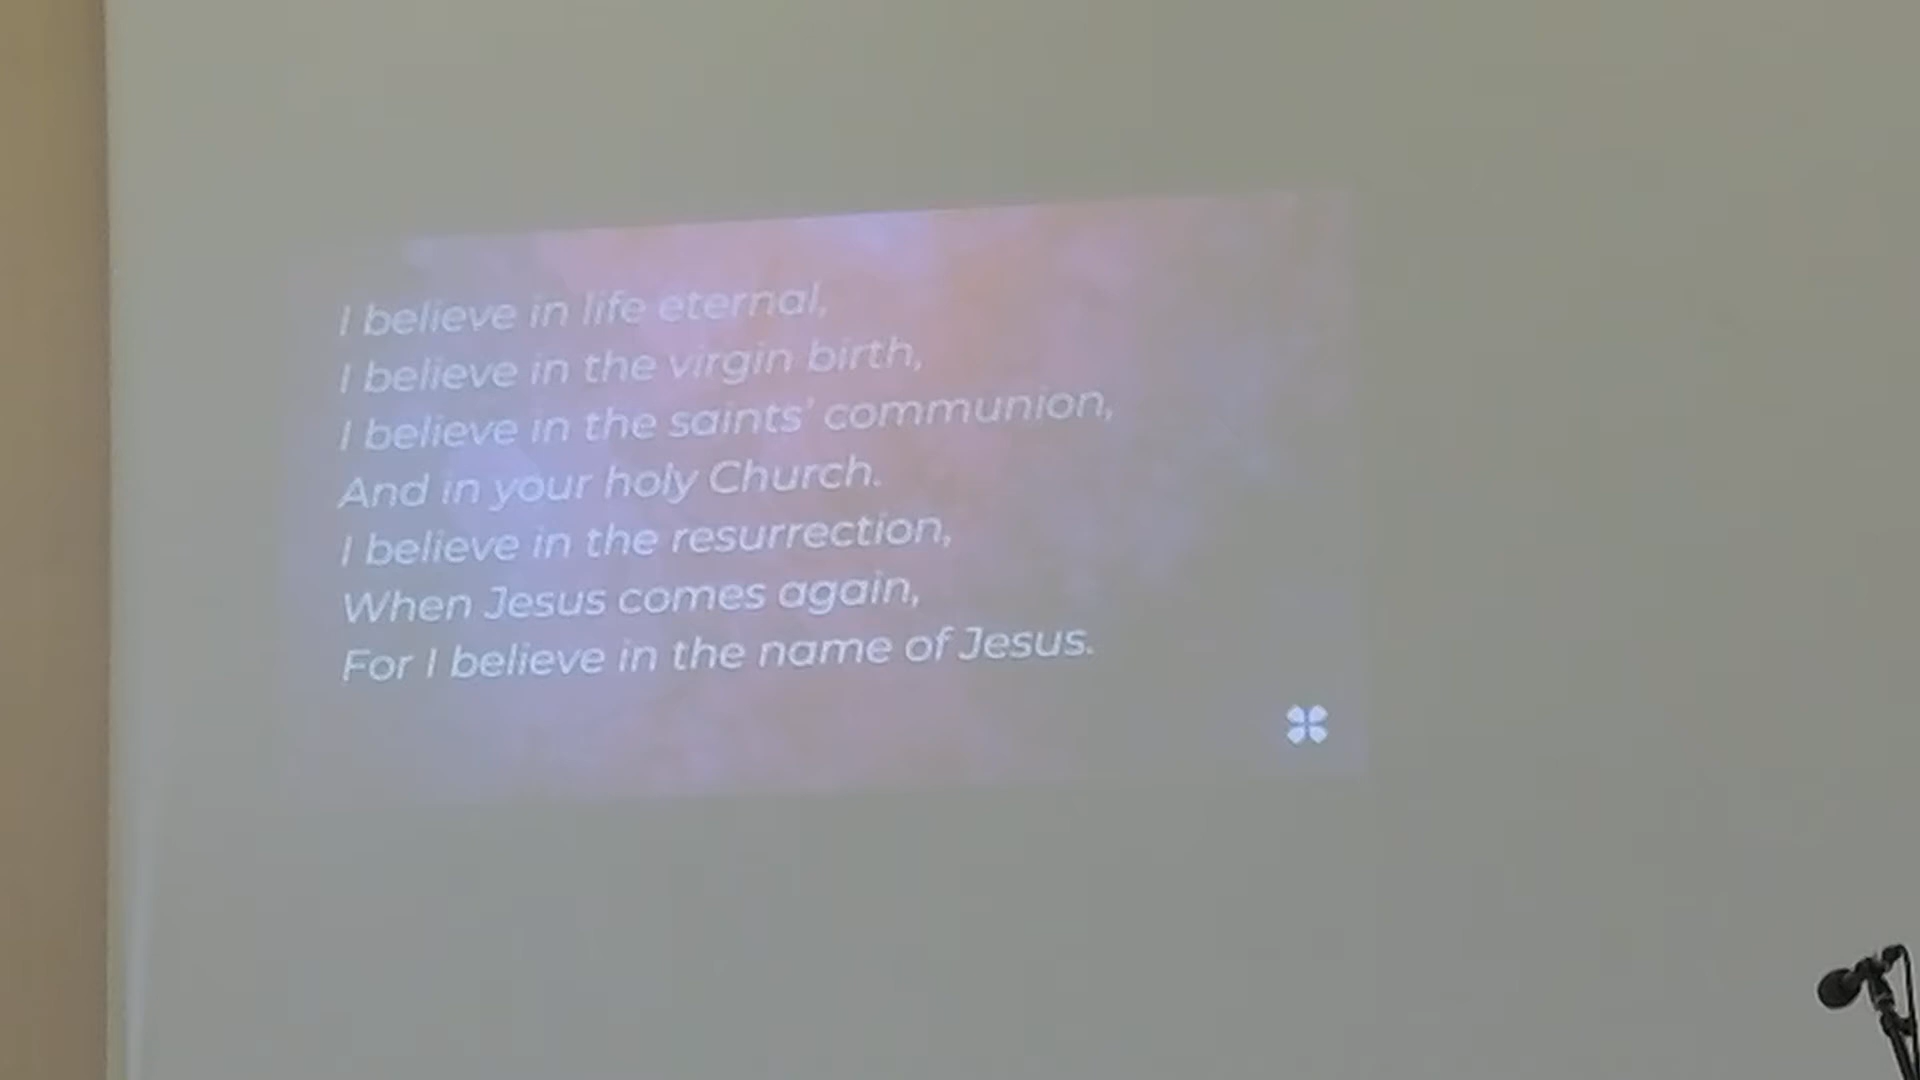 I believe in life eternal,
I believe in the virgin birth,
I believe in the saints’ communion,
And in your holy Church.
I believe in the resurrection,
When Jesus comes again,
For I believe in the name of Jesus.